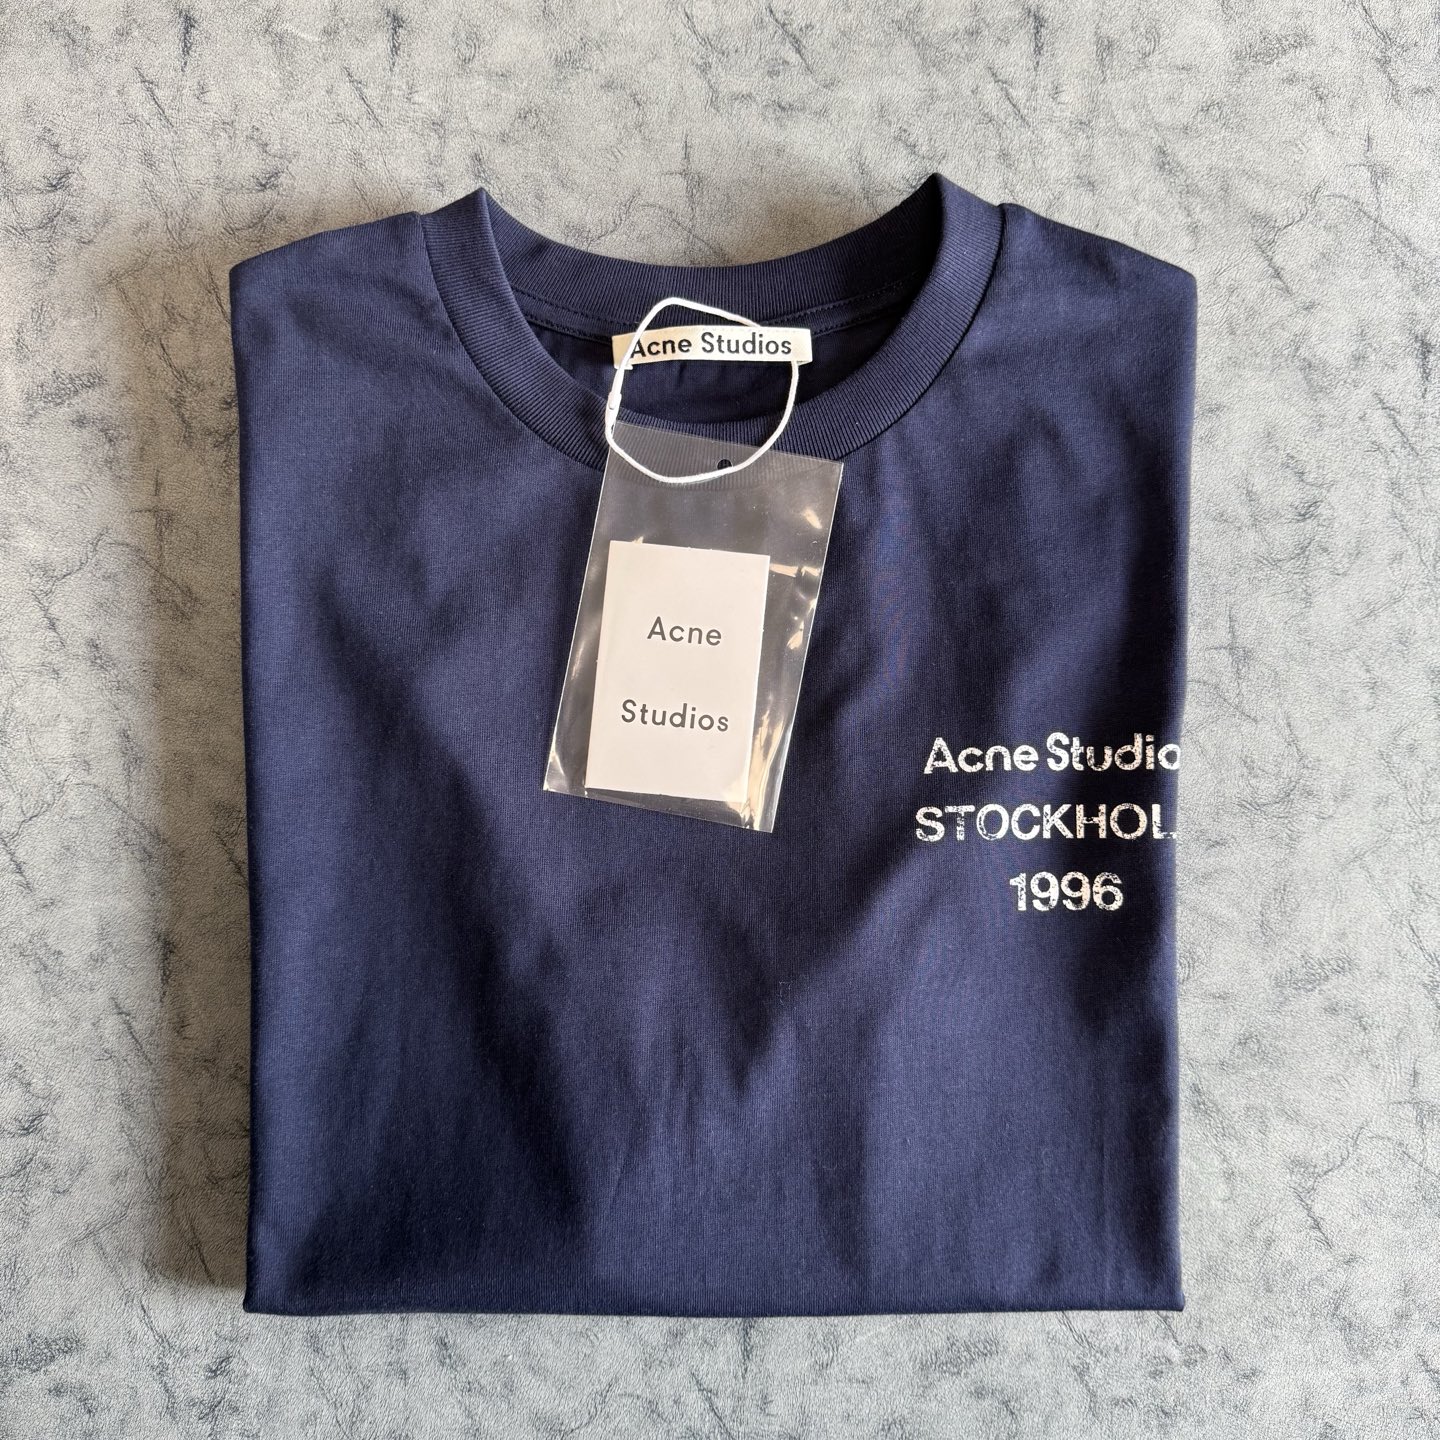 Acne Studios
Acne
Studios
Acne Studio
STOCKHOL
1996